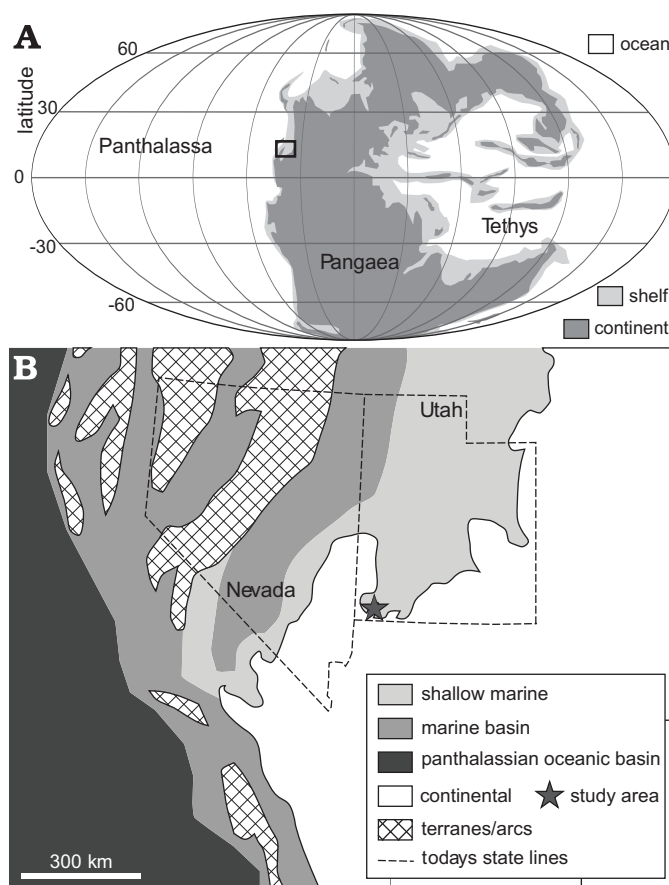 A
60
ocean
latitude
30
Panthalassa
0
Tethys
-30
Pangaea
shelf
-60
continent
B
Utah
Nevada
shallow marine
marine basin
panthalassian oceanic basin
continental
study area
terranes/arcs
todays state lines
300 km